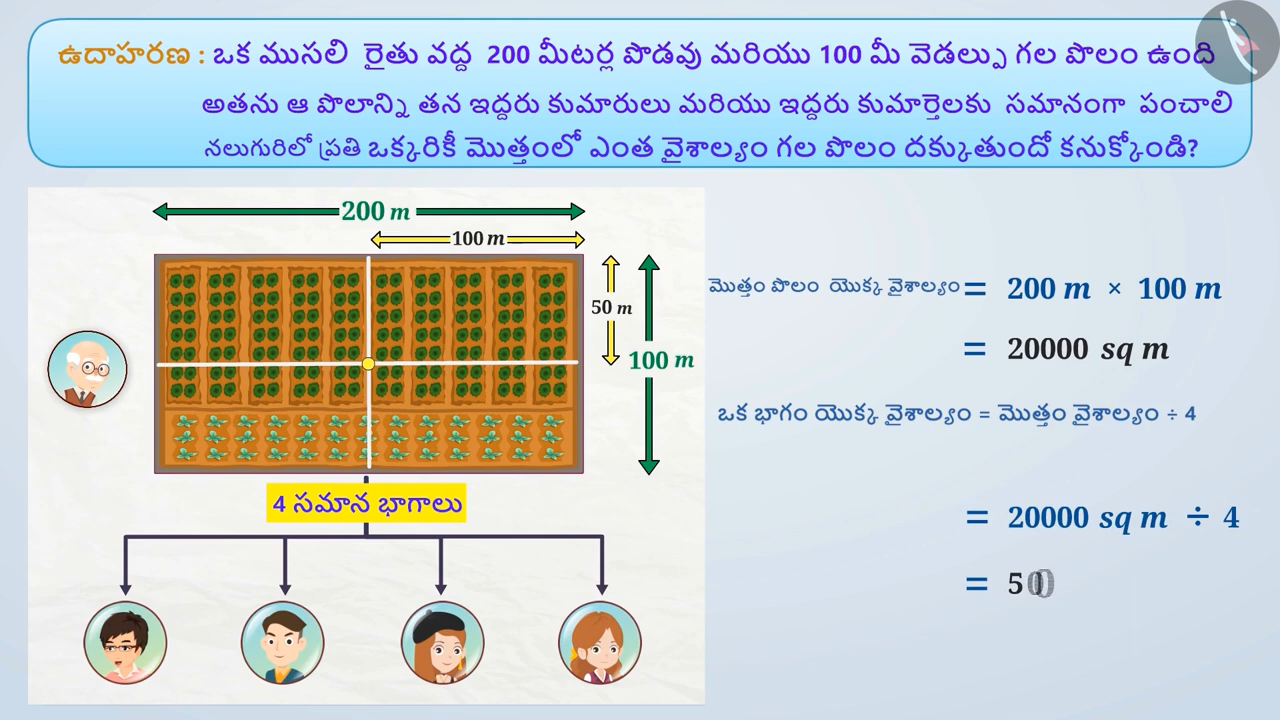 ఉదాహరణ : ఒక ముసలి రైతు వద్ద 200 మీటర్ల పొడవు మరియు 100 మీ వెడల్పు గల పొలం ఉంది
అతను ఆ పొలాన్ని తన ఇద్దరు కుమారులు మరియు ఇద్దరు కుమార్తెలకు సమానంగా పంచాలి
నలుగురిలో ప్రతి ఒక్కరికీ మొత్తంలో ఎంత వైశాల్యం గల పొలం దక్కుతుందో కనుక్కోండి?
200 m
100 m
50 m
100 m
4 సమాన భాగాలు
మొత్తం పొలం యొక్క వైశాల్యం = 200 m × 100 m
= 20000 sq m
ఒక భాగం యొక్క వైశాల్యం = మొత్తం వైశాల్యం ÷ 4
= 20000 sq m ÷ 4
= 5